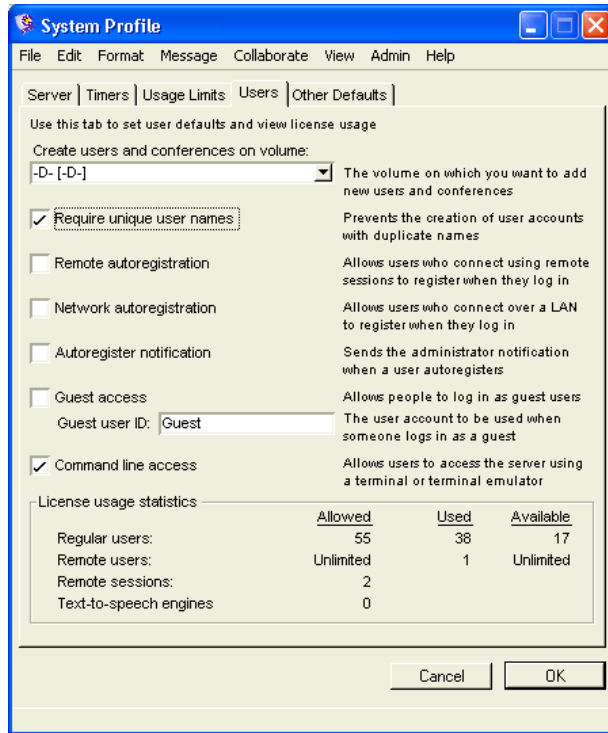 System Profile
File Edit Format Message Collaborate View Admin Help
Server Timers Usage Limits Users Other Defaults
Use this tab to set user defaults and view license usage
Create users and conferences on volume:
-D- [-D-]
The volume on which you want to add
new users and conferences
Require unique user names
Prevents the creation of user accounts
with duplicate names
Remote autoregistration
Allows users who connect using remote
sessions to register when they log in
Network autoregistration
Allows users who connect over a LAN
to register when they log in
Autoregister notification
Sends the administrator notification
when a user autoregisters
Guest access
Allows people to log in as guest users
Guest user ID: Guest
The user account to be used when
someone logs in as a guest
Command line access
Allows users to access the server using
a terminal or terminal emulator
License usage statistics
Allowed Used Available
Regular users: 55 38 17
Remote users: Unlimited 1 Unlimited
Remote sessions: 2
Text-to-speech engines 0
Cancel OK